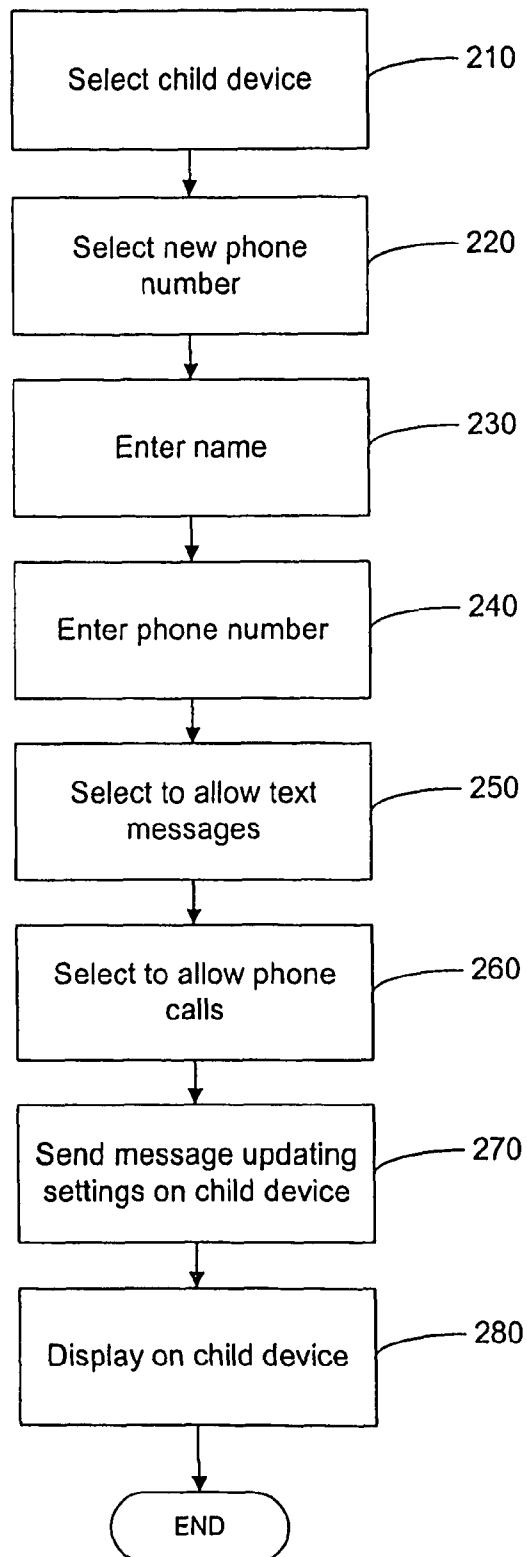 Select child device
210
Select new phone
number
220
Enter name
230
Enter phone number
240
Select to allow text
messages
250
Select to allow phone
calls
260
Send message updating
settings on child device
270
Display on child device
280
END